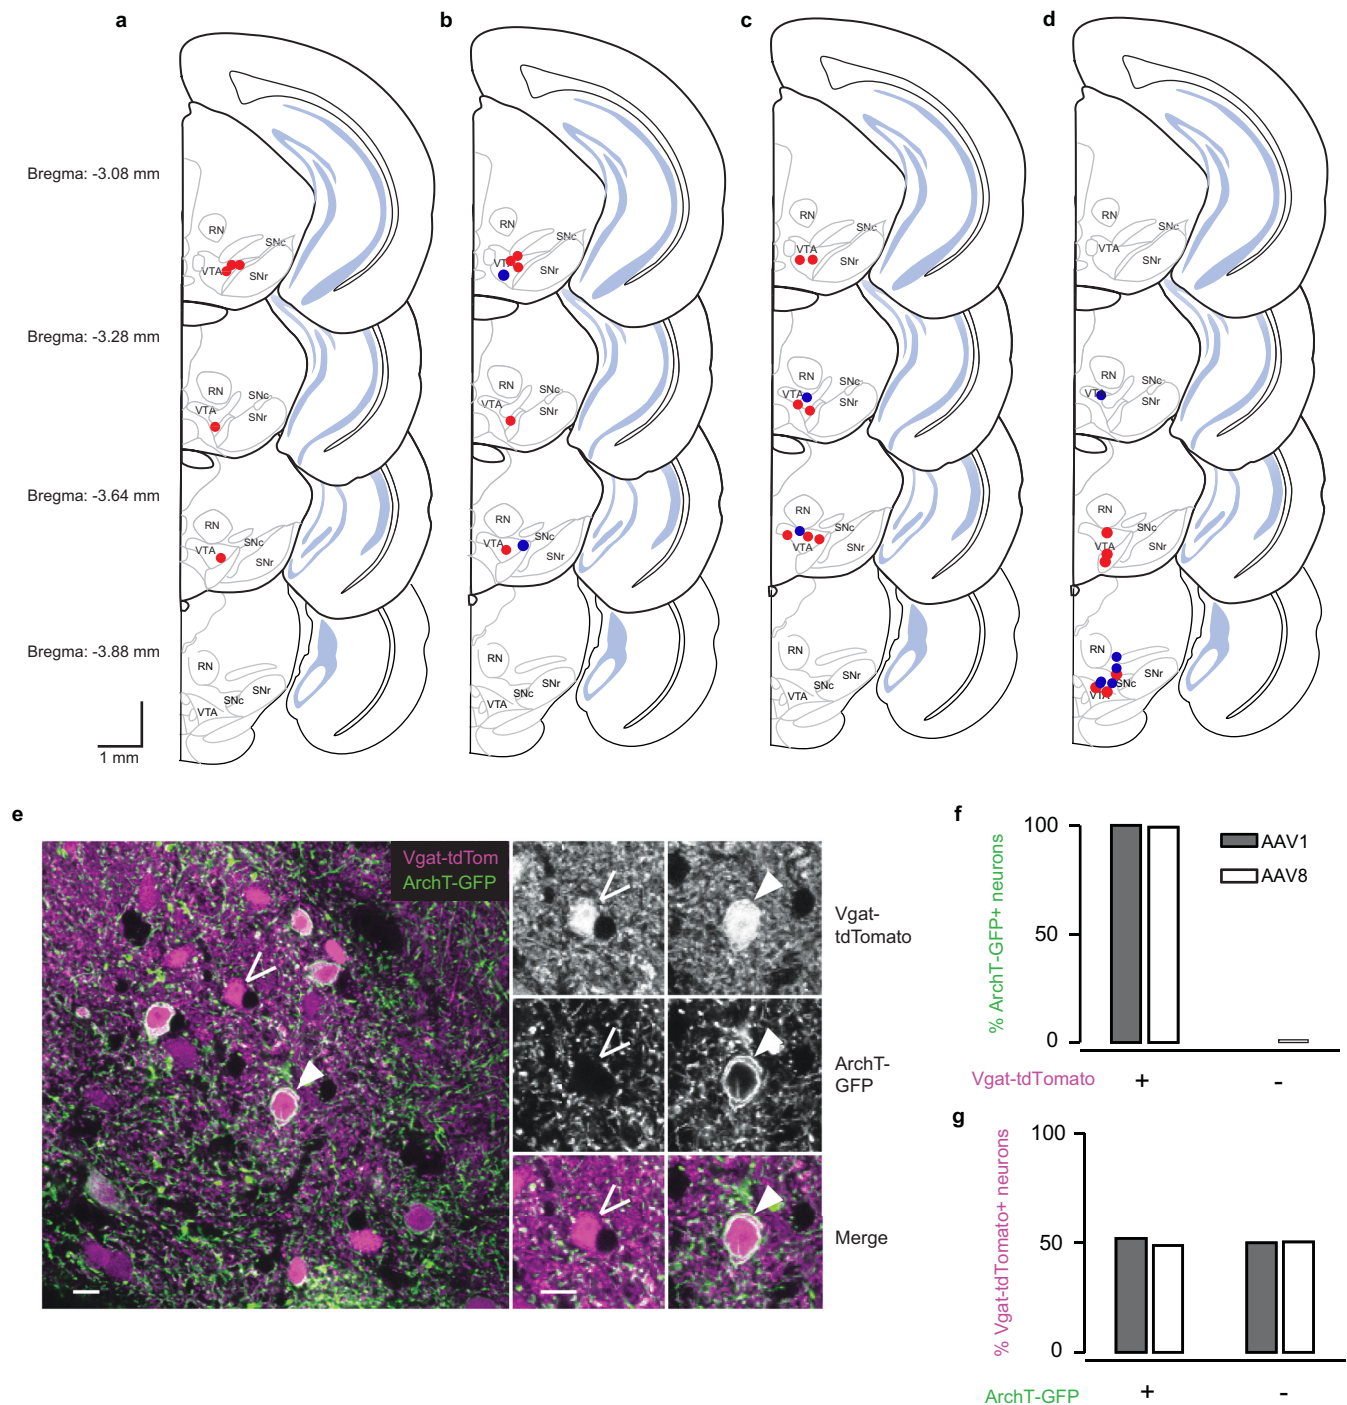 a b c d
Bregma: -3.08 mm
RN
SNc
VTA
SNr
RN
SNc
SNr
RN
SNc
VTA
SNr
RN
SNc
VTA
SNr
Bregma: -3.28 mm
RN
SNc
VTA
SNr
RN
SNc
VTA
SNr
RN
SNc
VTA
SNr
RN
SNc
SNr
Bregma: -3.64 mm
RN
SNc
VTA
SNr
RN
SNc
VTA
SNr
RN
SNc
VTA
SNr
RN
SNc
VTA
SNr
Bregma: -3.88 mm
RN
SNr
SNc
VTA
RN
SNr
SNc
VTA
RN
SNr
SNc
VTA
RN
SNr
SNc
VTA
1 mm
e
Vgat-tdTom
ArchT-GFP
Vgat-
tdTomato
ArchT-
GFP
Merge
f
% ArchT-GFP+ neurons
100
50
0
AAV1
AAV8
Vgat-tdTomato + -
g
% Vgat-tdTomato+ neurons
100
50
0
ArchT-GFP + -